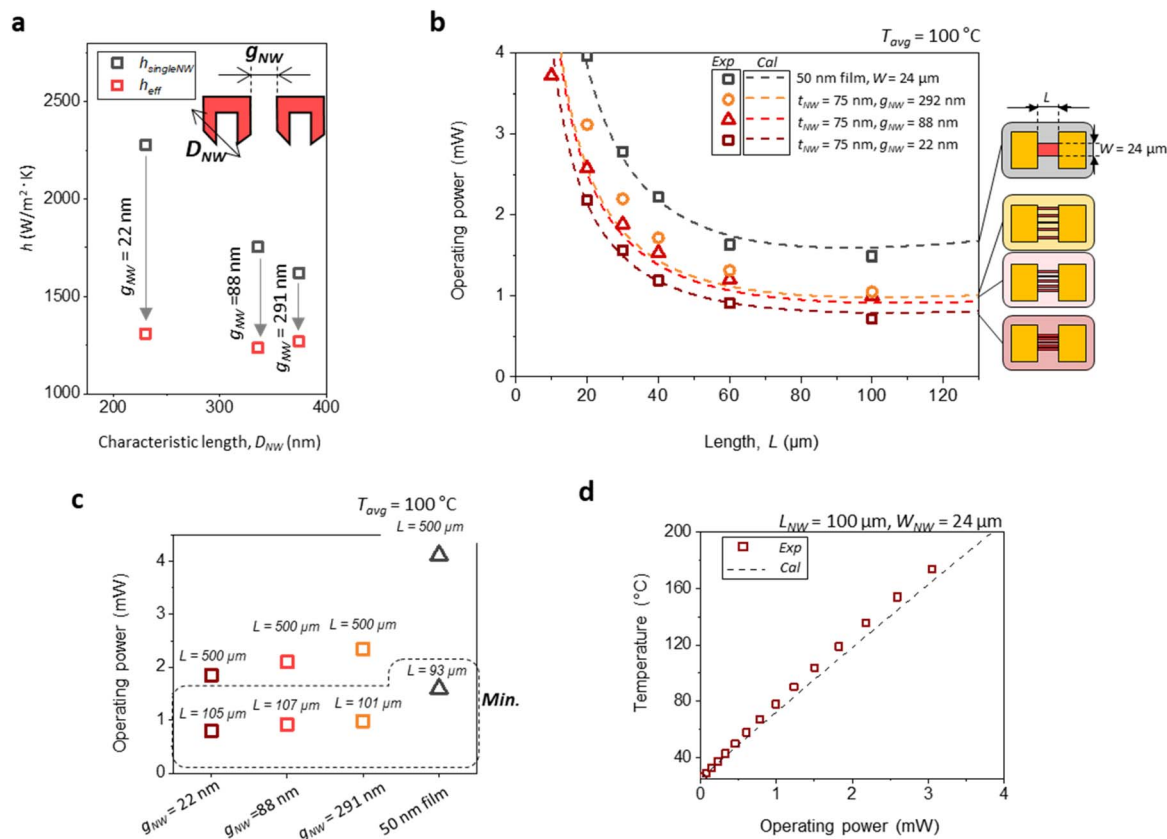 a
h (W/m²·K)
2500
2000
1500
1000
h_singleNW
h_eff
g_NW
D_NW
g_NW = 22 nm
g_NW =88 nm
g_NW = 291 nm
200
300
400
Characteristic length, D_NW (nm)
b
T_avg = 100 °C
Operating power (mW)
4
3
2
1
0
Exp
Cal
50 nm film, W = 24 µm
t_NW = 75 nm, g_NW = 292 nm
t_NW = 75 nm, g_NW = 88 nm
t_NW = 75 nm, g_NW = 22 nm
0
20
40
60
80
100
120
Length, L (µm)
L
W = 24 µm
c
T_avg = 100 °C
Operating power (mW)
4
3
2
1
0
L = 500 µm
L = 500 µm
L = 500 µm
L = 500 µm
L = 93 µm
Min.
L = 105 µm
L = 107 µm
L = 101 µm
g_NW = 22 nm
g_NW =88 nm
g_NW = 291 nm
50 nm film
d
L_NW = 100 µm, W_NW = 24 µm
Temperature (°C)
200
160
120
80
40
Exp
Cal
0
1
2
3
4
Operating power (mW)